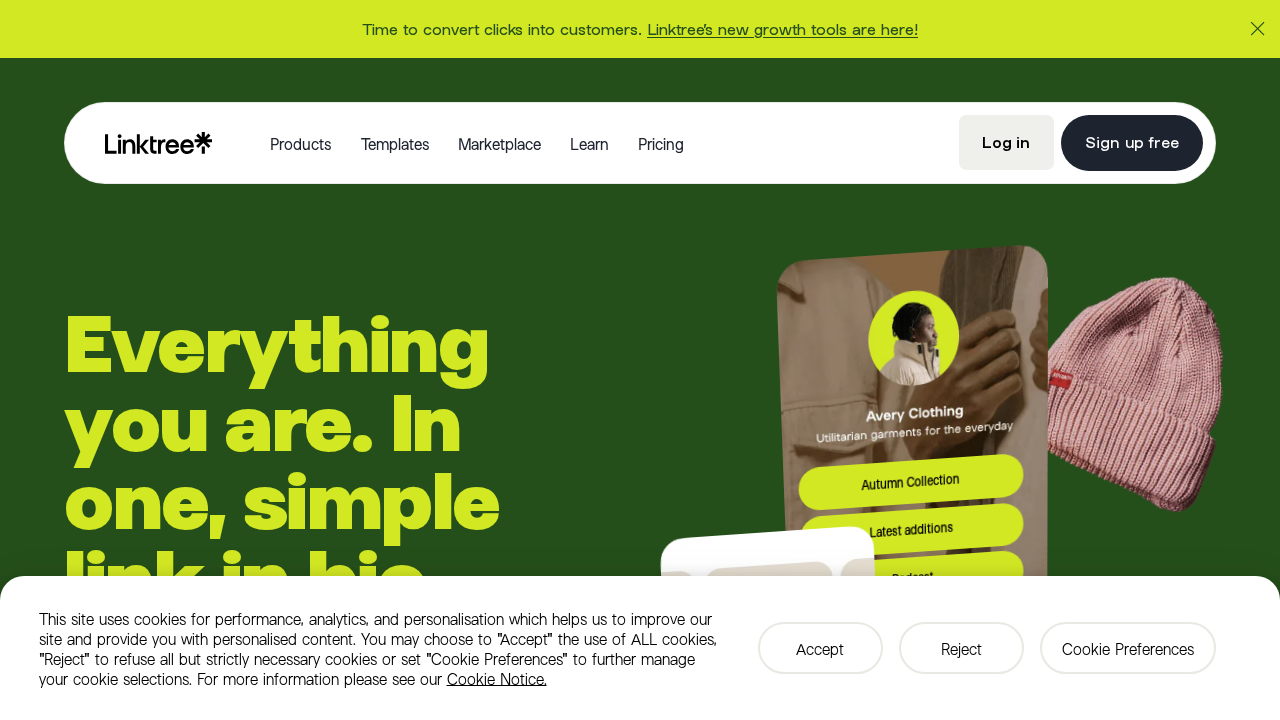 Time to convert clicks into customers. Linktree's new growth tools are here!
Linktree
Products
Templates
Marketplace
Learn
Pricing
Log in
Sign up free
Everything
you are. In
one, simple
link in bio
Avery Clothing
Utilitarian garments for the everyday
Autumn Collection
Latest additions
Podcast
This site uses cookies for performance, analytics, and personalisation which helps us to improve our
site and provide you with personalised content. You may choose to "Accept" the use of ALL cookies,
"Reject" to refuse all but strictly necessary cookies or set "Cookie Preferences" to further manage
your cookie selections. For more information please see our Cookie Notice.
Accept
Reject
Cookie Preferences